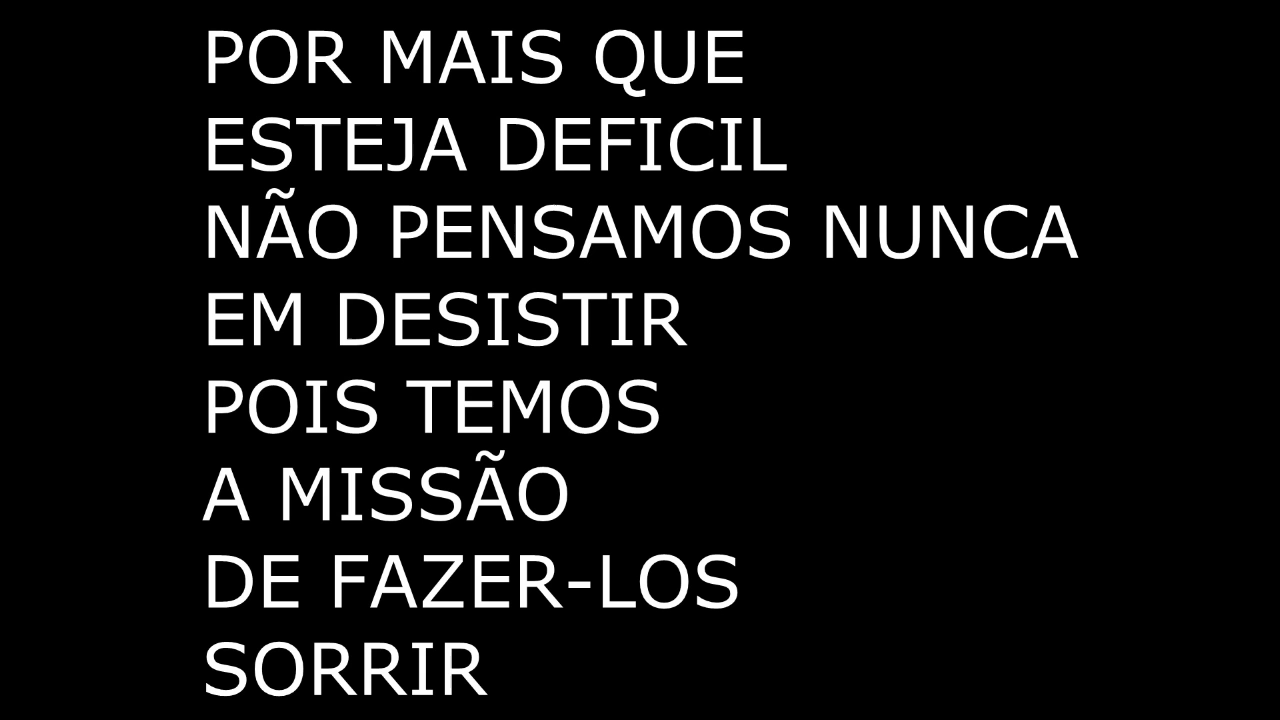 POR MAIS QUE
ESTEJA DEFICIL
NÃO PENSAMOS NUNCA
EM DESISTIR
POIS TEMOS
A MISSÃO
DE FAZER-LOS
SORRIR